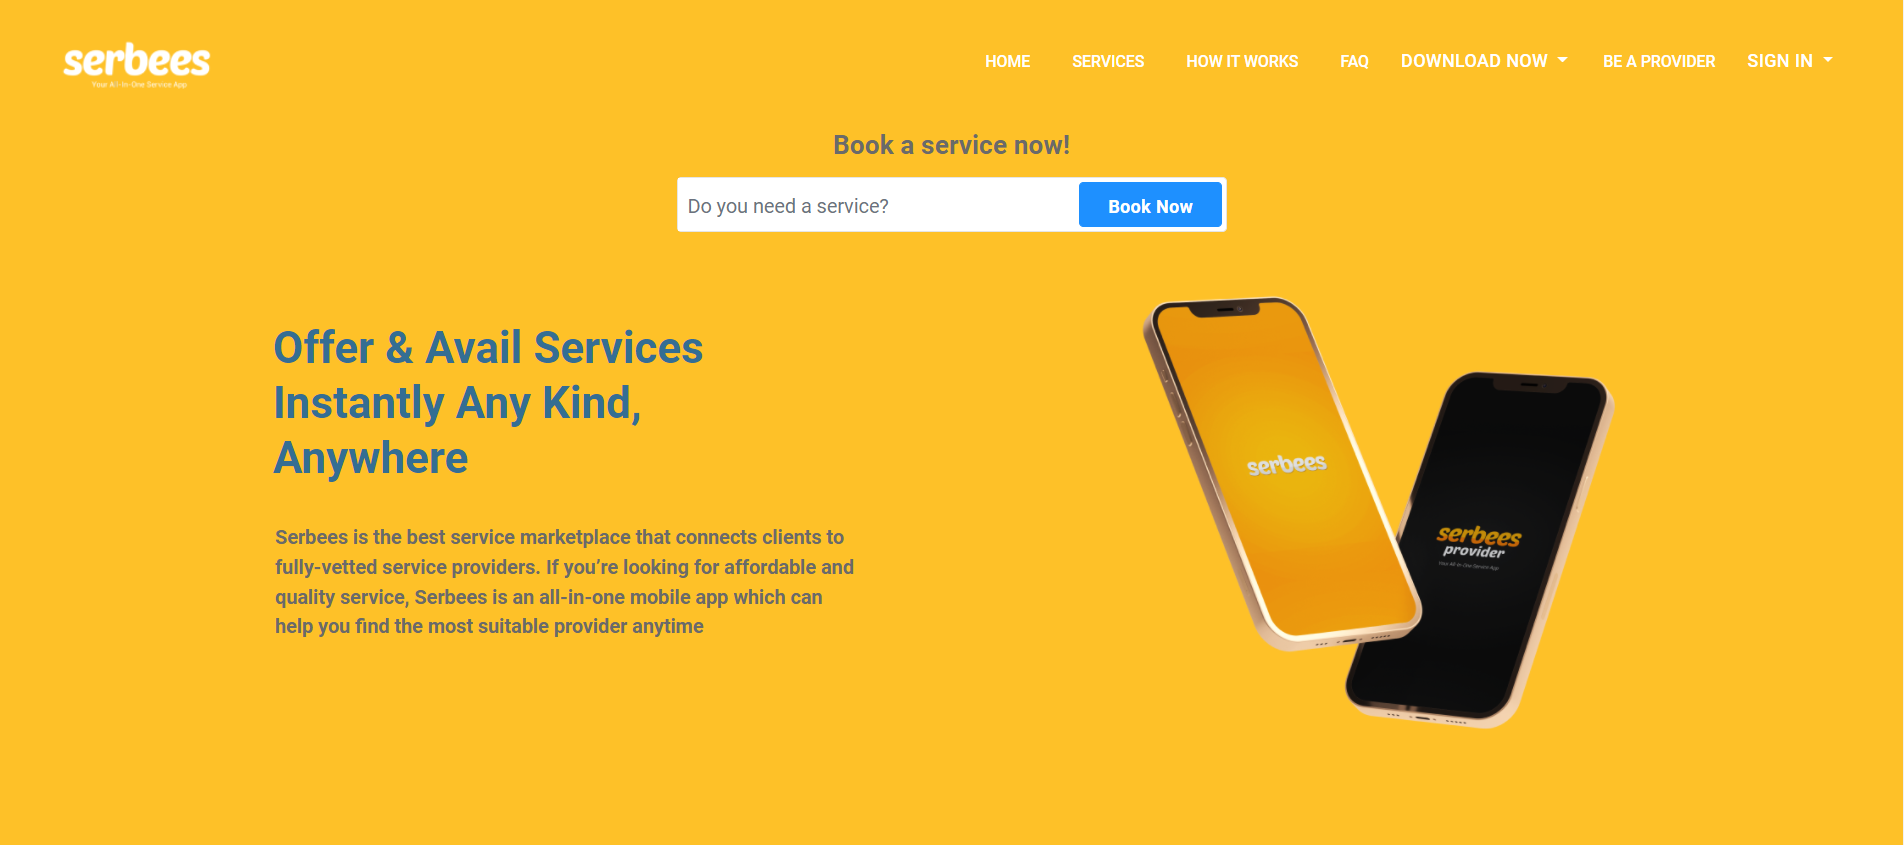 serbees
Your All-In-One Service App
HOME SERVICES HOW IT WORKS FAQ DOWNLOAD NOW BE A PROVIDER SIGN IN
Book a service now!
Do you need a service? Book Now
Offer & Avail Services
Instantly Any Kind,
Anywhere
Serbees is the best service marketplace that connects clients to
fully-vetted service providers. If you’re looking for affordable and
quality service, Serbees is an all-in-one mobile app which can
help you find the most suitable provider anytime
serbees
serbees
provider
Your All-In-One Service App